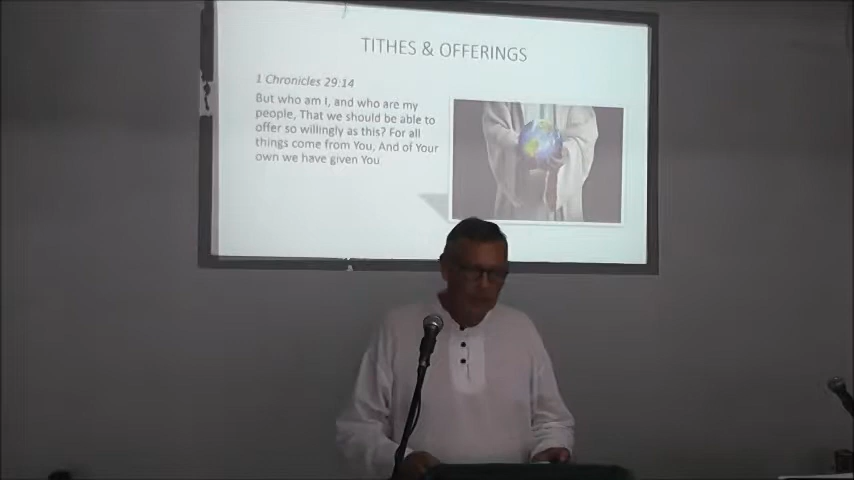 TITHES & OFFERINGS
1 Chronicles 29:14
But who am I, and who are my
people, That we should be able to
offer so willingly as this? For all
things come from You, And of Your
own we have given You